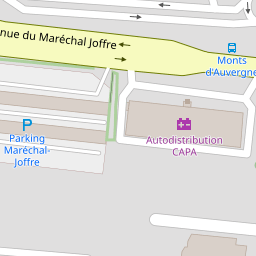 nue du Maréchal Joffre
Monts
d'Auvergne
Parking
Maréchal-
Joffre
Autodistribution
CAPA